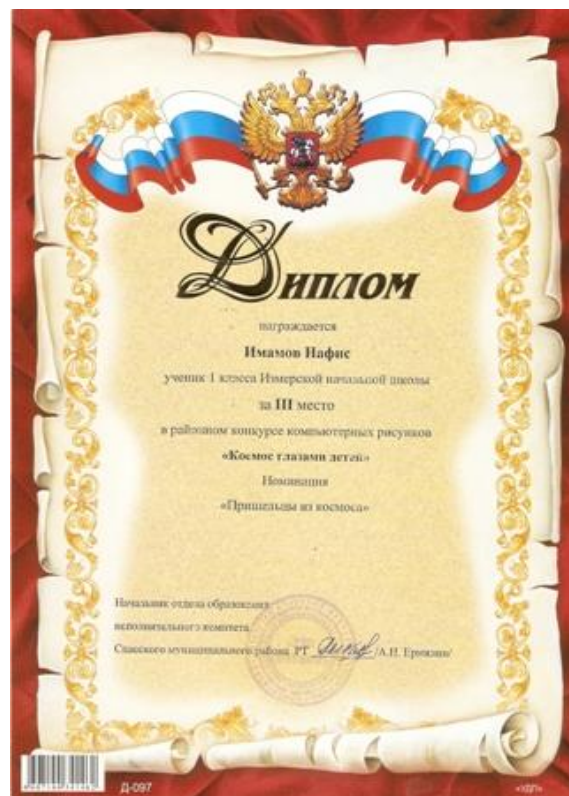 Диплом
награждается
Имамов Нафис
ученик 1 класса Измерской начальной школы
за III место
в районном конкурсе компьютерных рисунков
«Космос глазами детей»
Номинация
«Пришельцы из космоса»
Начальник отдела образования
исполнительного комитета
Спасского муниципального района РТ /А.Н.
Д-097
«УДП»